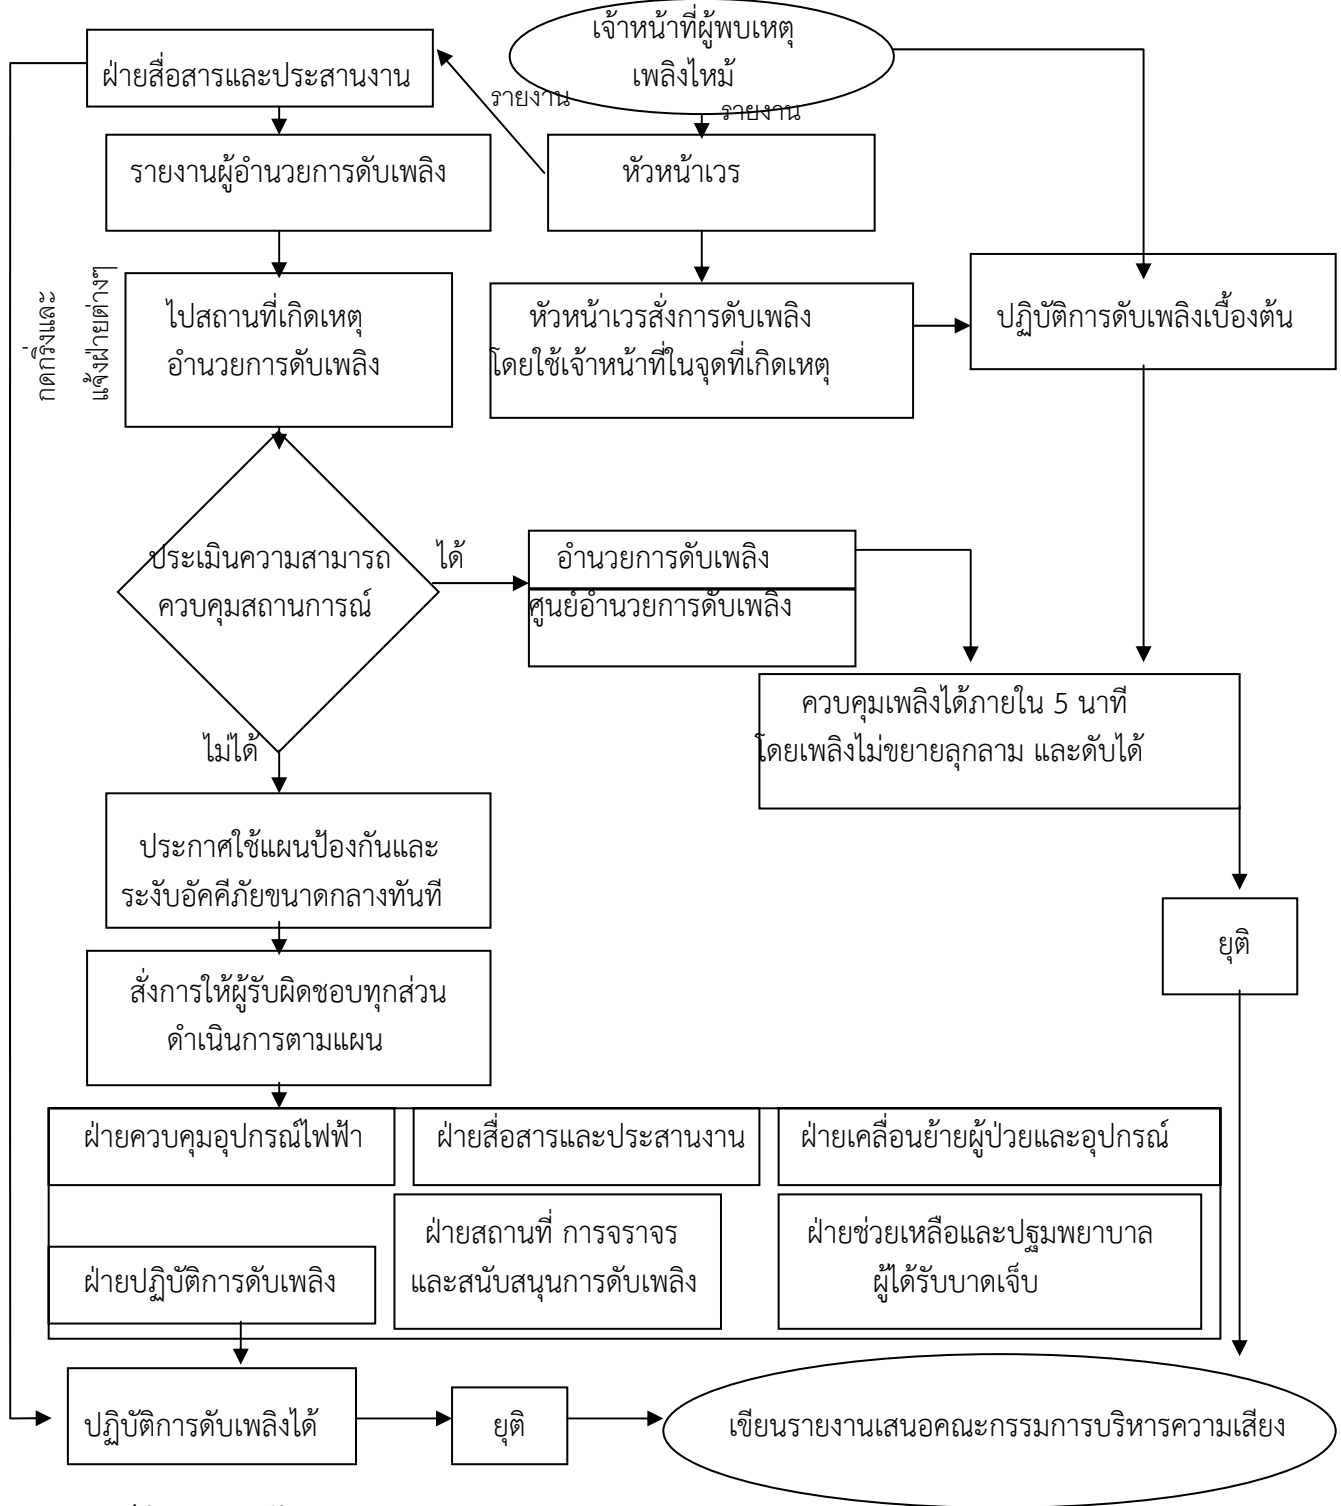 เจ้าหน้าที่ผู้พบเหตุ
เพลิงไหม้
ฝ่ายสื่อสารและประสานงาน
รายงาน
รายงาน
รายงานผู้อำนวยการดับเพลิง
หัวหน้าเวร
กดกริ่งและ
แจ้งฝ่ายต่างๆ
ไปสถานที่เกิดเหตุ
อำนวยการดับเพลิง
หัวหน้าเวรสั่งการดับเพลิง
โดยใช้เจ้าหน้าที่ในจุดที่เกิดเหตุ
ปฏิบัติการดับเพลิงเบื้องต้น
ประเมินความสามารถ
ควบคุมสถานการณ์
ได้
อำนวยการดับเพลิง
ศูนย์อำนวยการดับเพลิง
ควบคุมเพลิงได้ภายใน 5 นาที
โดยเพลิงไม่ขยายลุกลาม และดับได้
ไม่ได้
ประกาศใช้แผนป้องกันและ
ระงับอัคคีภัยขนาดกลางทันที
ยุติ
สั่งการให้ผู้รับผิดชอบทุกส่วน
ดำเนินการตามแผน
ฝ่ายควบคุมอุปกรณ์ไฟฟ้า
ฝ่ายสื่อสารและประสานงาน
ฝ่ายเคลื่อนย้ายผู้ป่วยและอุปกรณ์
ฝ่ายปฏิบัติการดับเพลิง
ฝ่ายสถานที่ การจราจร
และสนับสนุนการดับเพลิง
ฝ่ายช่วยเหลือและปฐมพยาบาล
ผู้ได้รับบาดเจ็บ
ปฏิบัติการดับเพลิงได้
ยุติ
เขียนรายงานเสนอคณะกรรมการบริหารความเสี่ยง